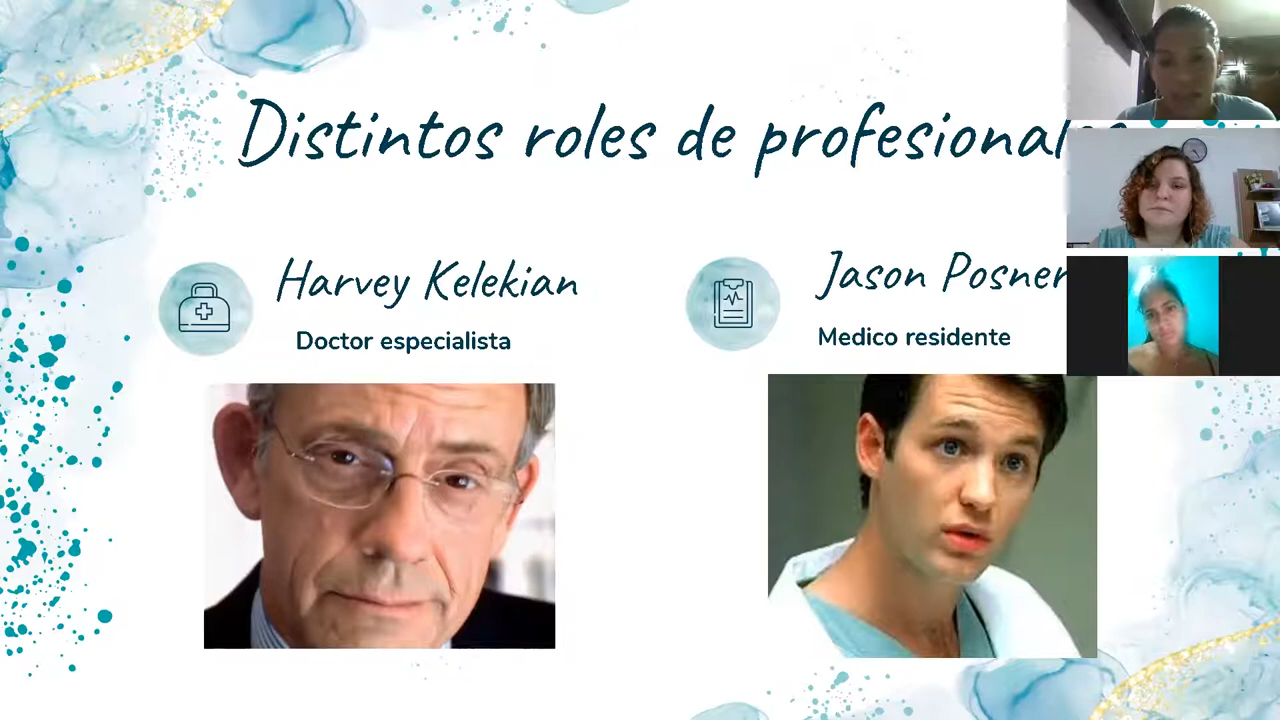 Distintos roles de profesional
Harvey Kelekian
Doctor especialista
Jason Posner
Medico residente